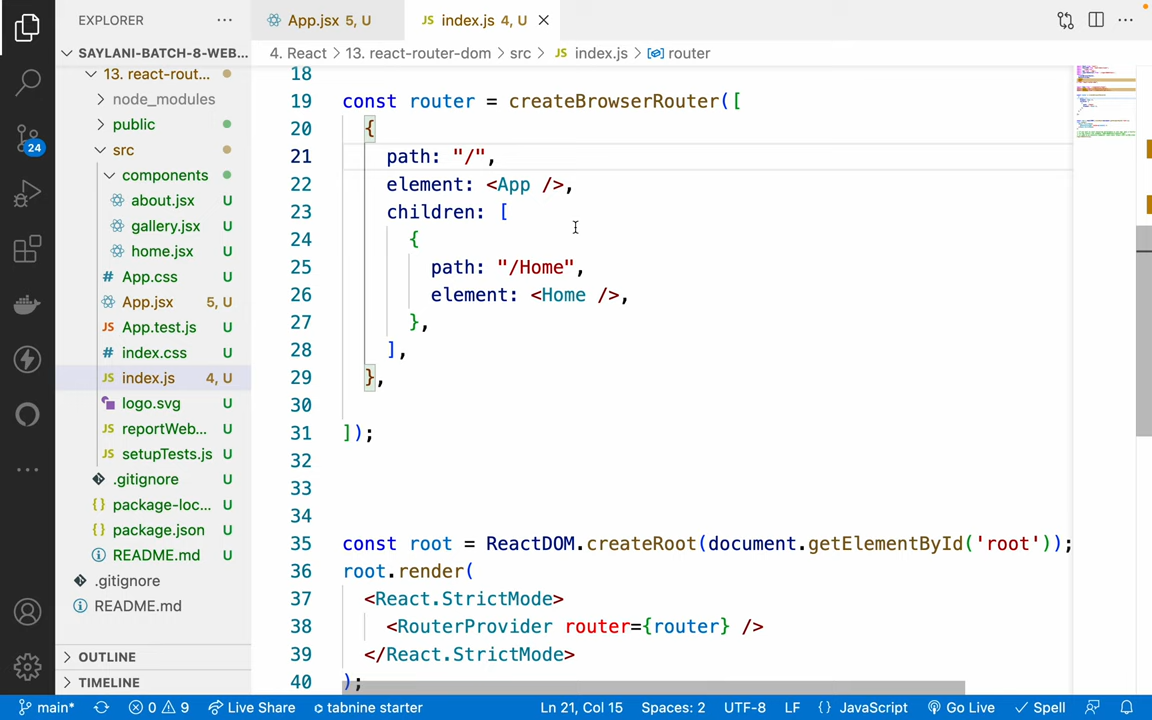 EXPLORER
App.jsx 5, U
index.js 4, U
SAYLANI-BATCH-8-WEB...
4. React > 13. react-router-dom > src > JS index.js > router
13. react-rout...
node_modules
public
src
components
about.jsx U
gallery.jsx U
home.jsx U
# App.css U
App.jsx 5, U
JS App.test.js U
# index.css U
JS index.js 4, U
logo.svg U
JS reportWeb... U
JS setupTests.js U
.gitignore U
{} package-loc... U
{} package.json U
README.md U
.gitignore
README.md
OUTLINE
TIMELINE
24
18
19 const router = createBrowserRouter([
20 {
21 path: "/",
22 element: <App />,
23 children: [
24 {
25 path: "/Home",
26 element: <Home />,
27 },
28 ],
29 },
30
31 ]);
32
33
34
35 const root = ReactDOM.createRoot(document.getElementById('root'));
36 root.render(
37 <React.StrictMode>
38 <RouterProvider router={router} />
39 </React.StrictMode>
40 );
main* 0 9 Live Share tabnine starter Ln 21, Col 15 Spaces: 2 UTF-8 LF {} JavaScript Go Live Spell